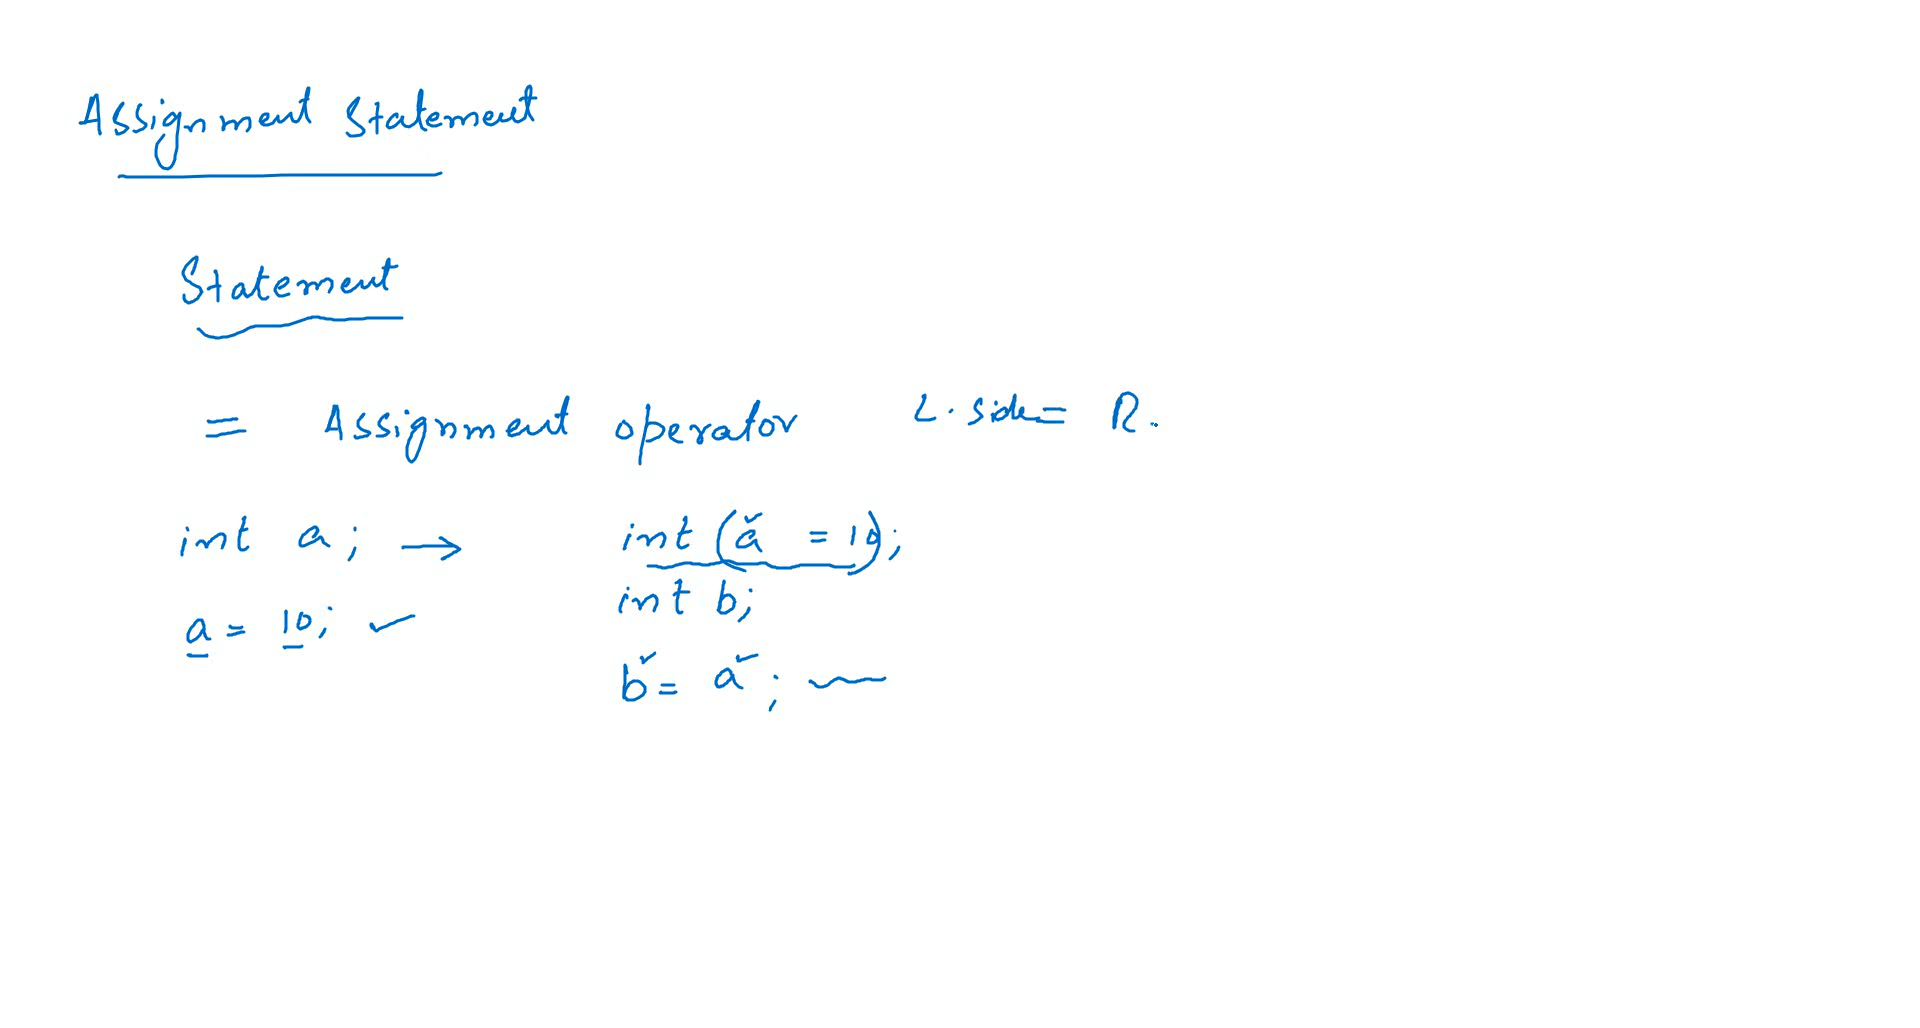 Assignment Statement
Statement
= Assignment operator L. side = R.
int a; → int (a = 10);
int b;
a = 10; ✓
b = a;